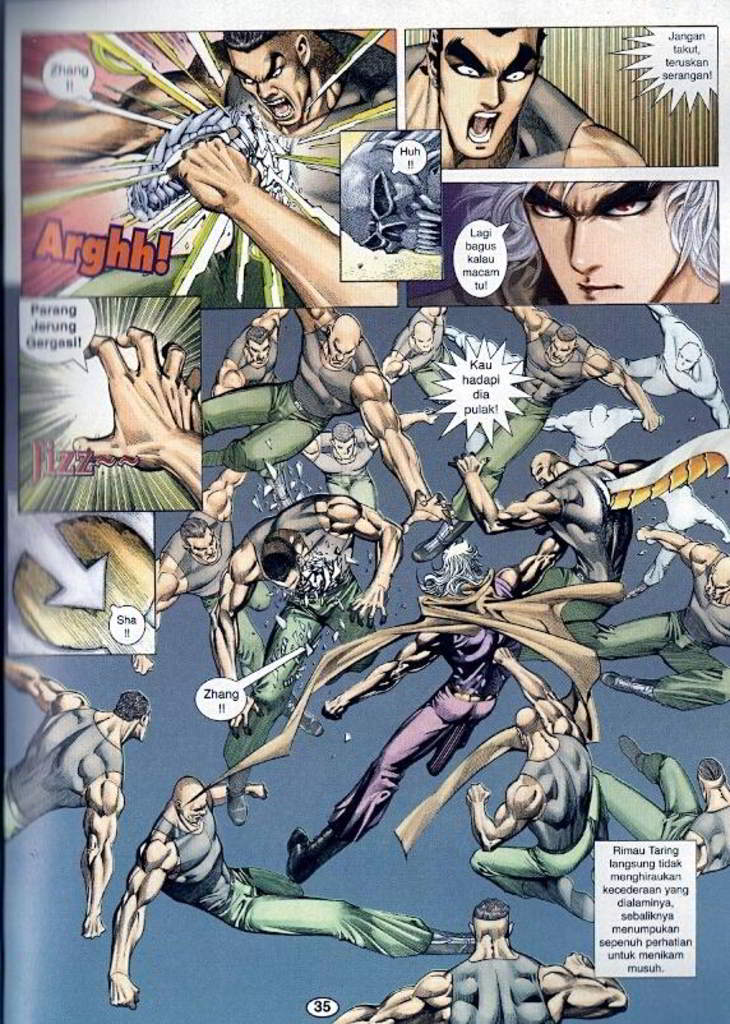 Zhang
!!
Jangan
takut,
teruskan
serangan!
Huh
!!
Arghh!
Lagi
bagus
kalau
macam
tu!
Parang
Jerung
Gergasi!
Jizz~~
Kau
hadapi
dia
pulak!
Sha
!!
Zhang
!!
Rimau Taring
langsung tidak
menghiraukan
kecederaan yang
dialaminya,
sebaliknya
menumpukan
sepenuh perhatian
untuk menikam
musuh.
35